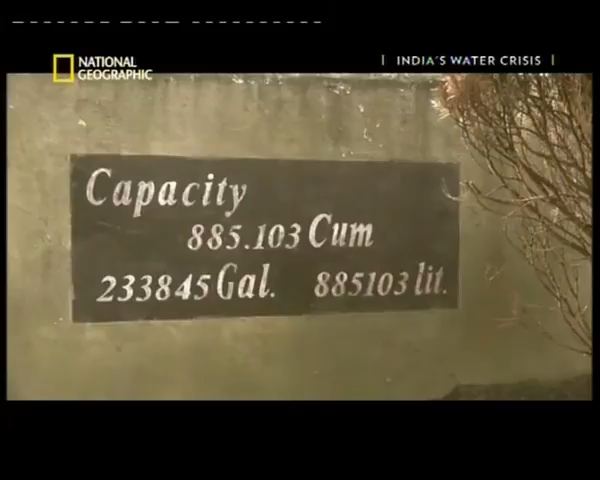 NATIONAL
GEOGRAPHIC
INDIA'S WATER CRISIS
Capacity
885.103 Cum
233845 Gal. 885103 lit.